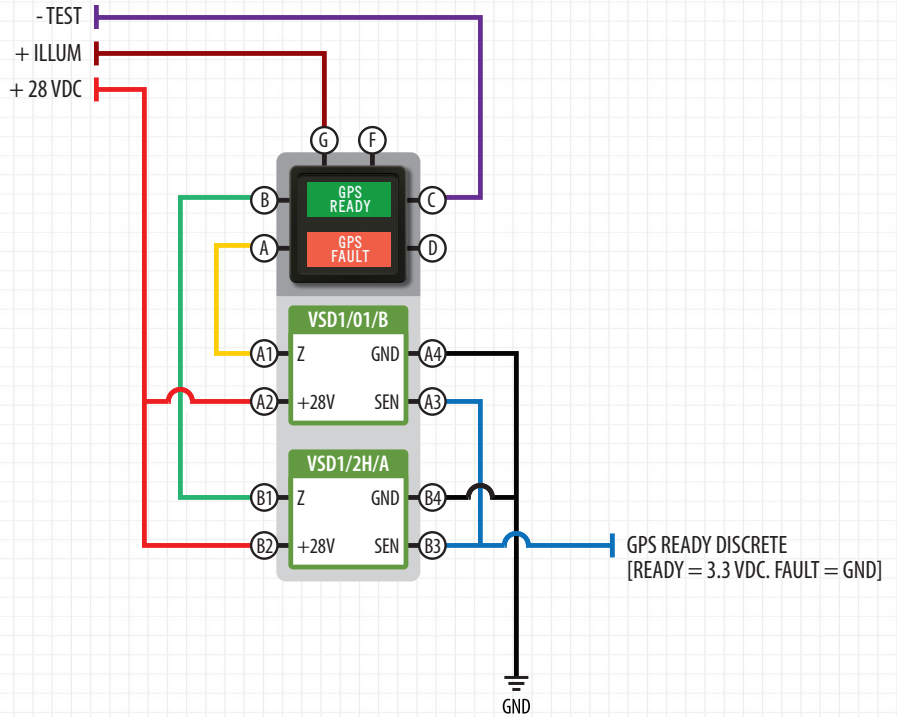 - TEST
+ ILLUM
+ 28 VDC
G F
B GPS READY C
A GPS FAULT D
VSD1/01/B
A1 Z GND A4
A2 +28V SEN A3
VSD1/2H/A
B1 Z GND B4
B2 +28V SEN B3
GPS READY DISCRETE
[READY = 3.3 VDC. FAULT = GND]
GND